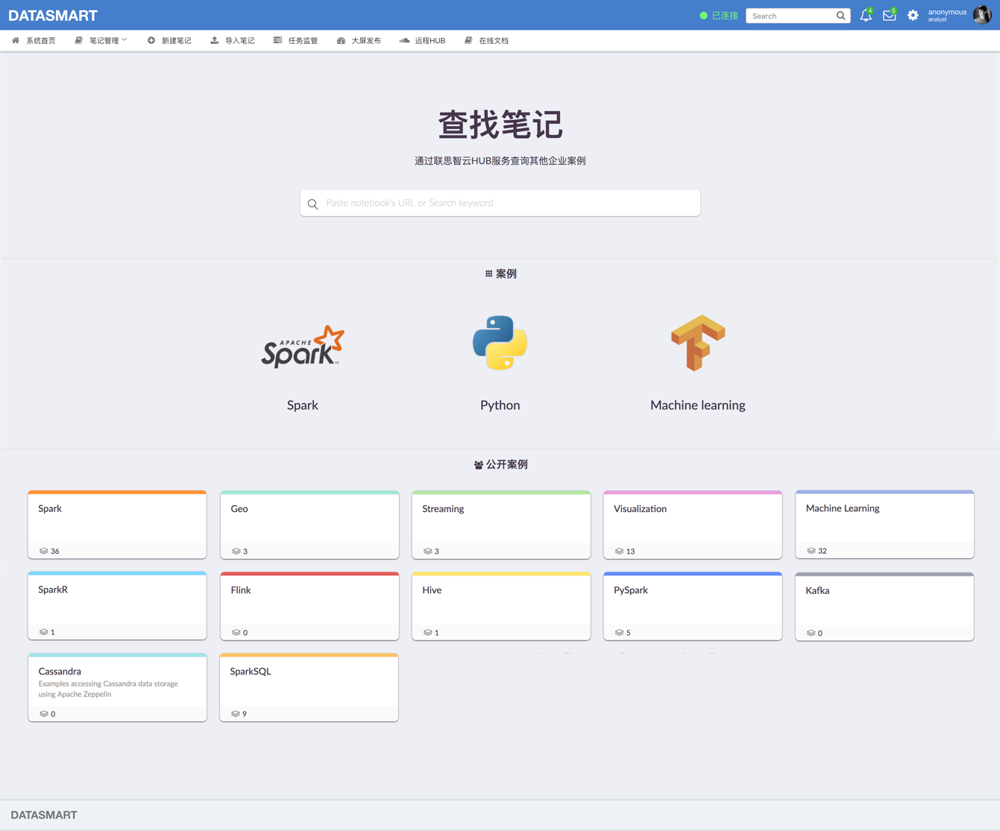 DATASMART
已连接
Search
4
5
anonymous
analyst
系统首页
笔记管理
新建笔记
导入笔记
任务监管
大屏发布
远程HUB
在线文档
查找笔记
通过联思智云HUB服务查询其他企业案例
Paste notebook's URL or Search keyword
案例
APACHE
Spark™
Spark
Python
Machine learning
公开案例
Spark
36
Geo
3
Streaming
3
Visualization
13
Machine Learning
32
SparkR
1
Flink
0
Hive
1
PySpark
5
Kafka
0
Cassandra
Examples accessing Cassandra data storage
using Apache Zeppelin
0
SparkSQL
9
DATASMART